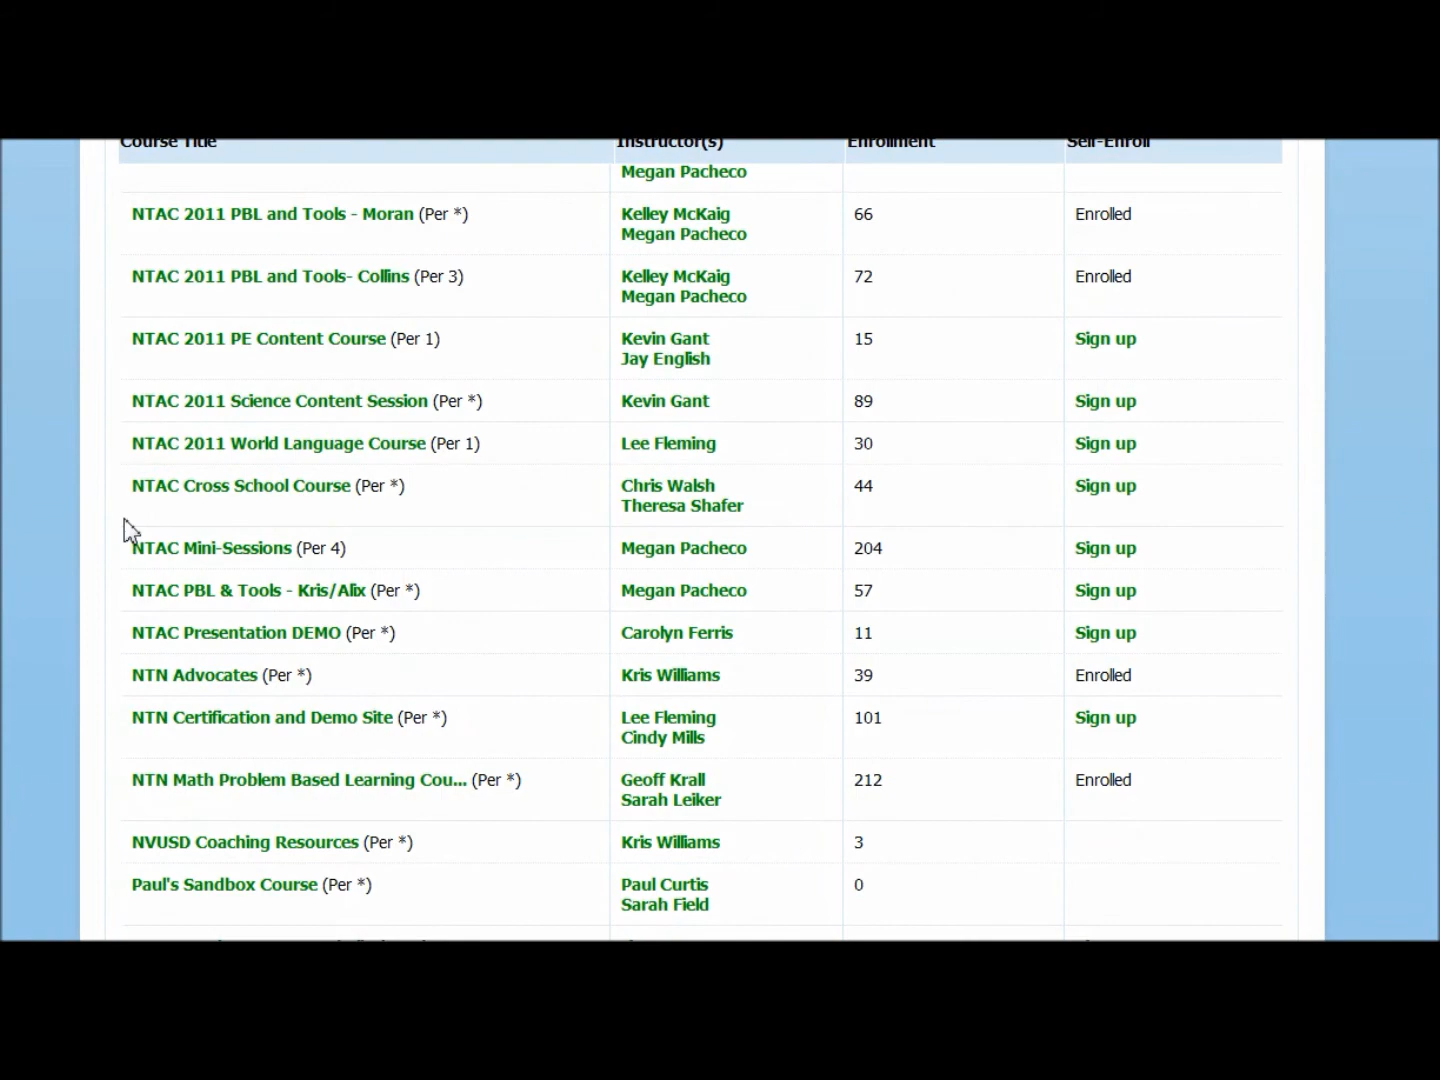 Course Title Instructor(s) Enrollment Self-Enroll
Megan Pacheco
NTAC 2011 PBL and Tools - Moran (Per *) Kelley McKaig 66 Enrolled
Megan Pacheco
NTAC 2011 PBL and Tools- Collins (Per 3) Kelley McKaig 72 Enrolled
Megan Pacheco
NTAC 2011 PE Content Course (Per 1) Kevin Gant 15 Sign up
Jay English
NTAC 2011 Science Content Session (Per *) Kevin Gant 89 Sign up
NTAC 2011 World Language Course (Per 1) Lee Fleming 30 Sign up
NTAC Cross School Course (Per *) Chris Walsh 44 Sign up
Theresa Shafer
NTAC Mini-Sessions (Per 4) Megan Pacheco 204 Sign up
NTAC PBL & Tools - Kris/Alix (Per *) Megan Pacheco 57 Sign up
NTAC Presentation DEMO (Per *) Carolyn Ferris 11 Sign up
NTN Advocates (Per *) Kris Williams 39 Enrolled
NTN Certification and Demo Site (Per *) Lee Fleming 101 Sign up
Cindy Mills
NTN Math Problem Based Learning Cou... (Per *) Geoff Krall 212 Enrolled
Sarah Leiker
NVUSD Coaching Resources (Per *) Kris Williams 3
Paul's Sandbox Course (Per *) Paul Curtis 0
Sarah Field